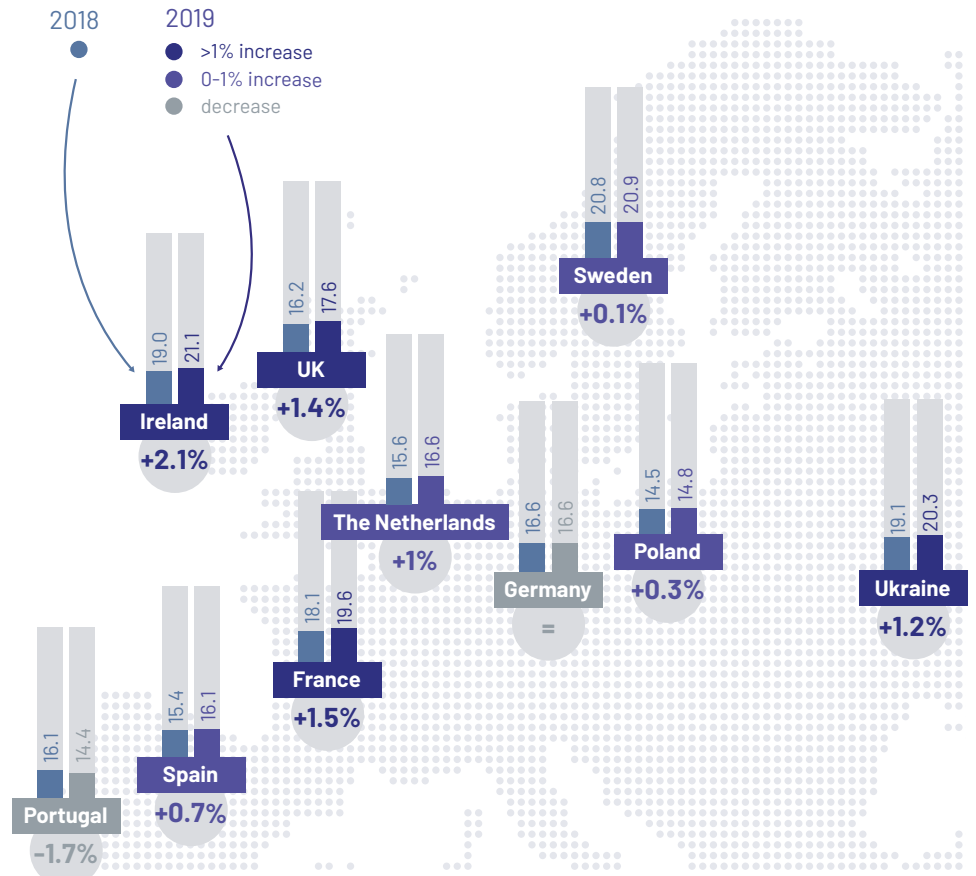 2018
2019
>1% increase
0-1% increase
decrease
20.8
20.9
Sweden
+0.1%
16.2
17.6
UK
+1.4%
19.0
21.1
Ireland
+2.1%
15.6
16.6
The Netherlands
+1%
16.6
16.6
Germany
=
14.5
14.8
Poland
+0.3%
19.1
20.3
Ukraine
+1.2%
18.1
19.6
France
+1.5%
15.4
16.1
Spain
+0.7%
16.1
14.4
Portugal
-1.7%